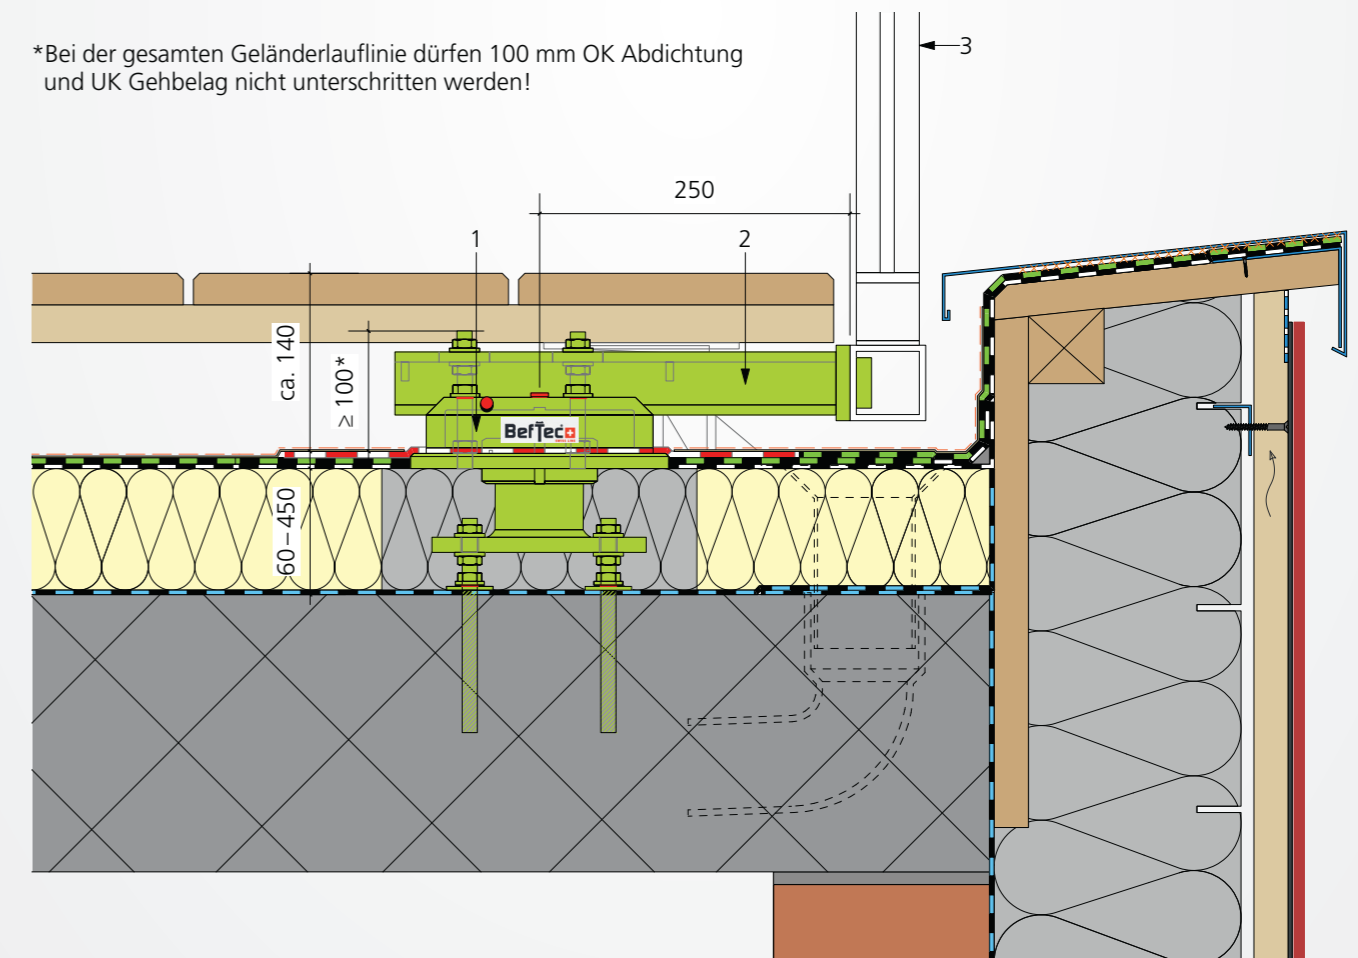 *Bei der gesamten Geländerlauflinie dürfen 100 mm OK Abdichtung
und UK Gehbelag nicht unterschritten werden!
3
250
1
2
ca. 140
≥ 100*
BefTec
60–450